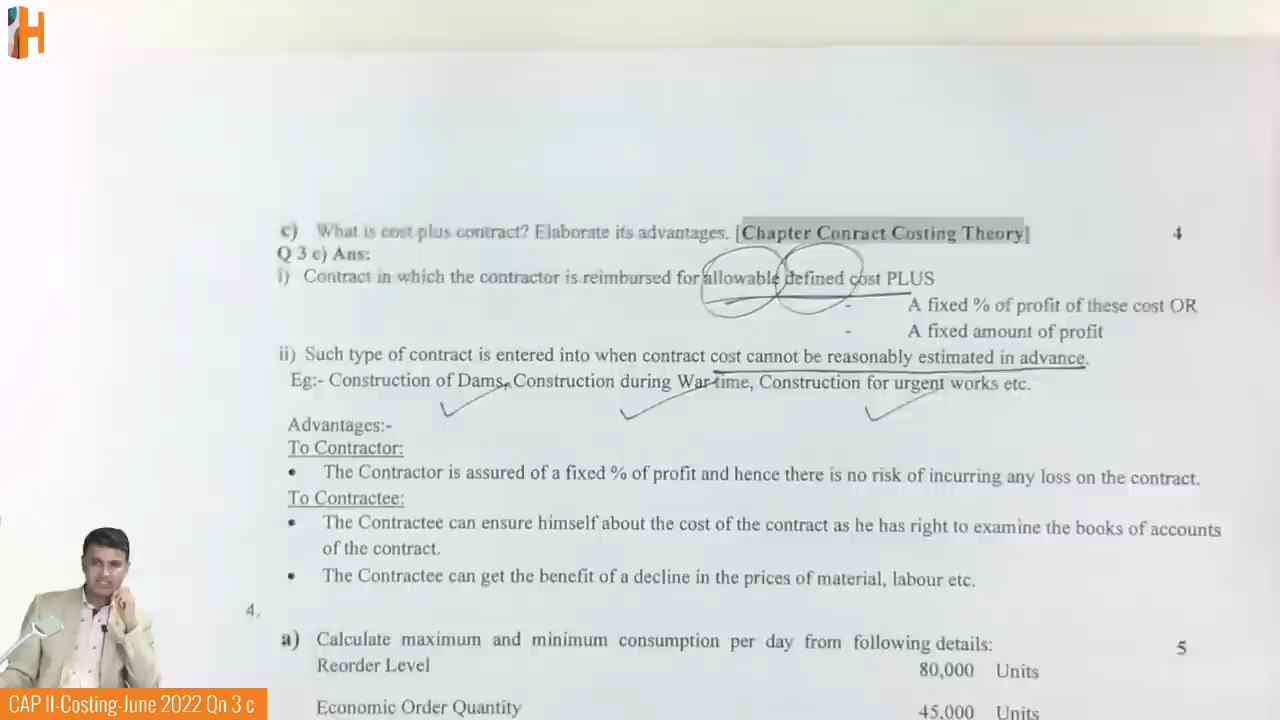 H
c) What is cost plus contract? Elaborate its advantages. [Chapter Conract Costing Theory] 4
Q 3 c) Ans:
i) Contract in which the contractor is reimbursed for allowable defined cost PLUS
- A fixed % of profit of these cost OR
- A fixed amount of profit
ii) Such type of contract is entered into when contract cost cannot be reasonably estimated in advance.
Eg:- Construction of Dams, Construction during War time, Construction for urgent works etc.
Advantages:-
To Contractor:
• The Contractor is assured of a fixed % of profit and hence there is no risk of incurring any loss on the contract.
To Contractee:
• The Contractee can ensure himself about the cost of the contract as he has right to examine the books of accounts
of the contract.
• The Contractee can get the benefit of a decline in the prices of material, labour etc.
4.
a) Calculate maximum and minimum consumption per day from following details: 5
Reorder Level 80,000 Units
Economic Order Quantity 45,000 Units
CAP II-Costing-June 2022 Qn 3 c